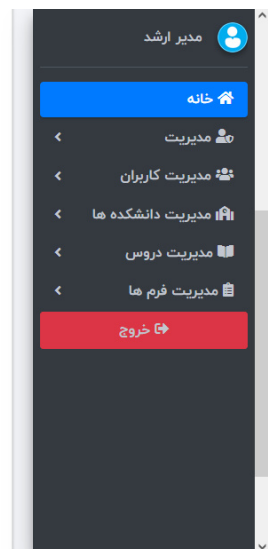 مدیر ارشد
خانه
مدیریت
مدیریت کاربران
مدیریت دانشکده ها
مدیریت دروس
مدیریت فرم ها
خروج